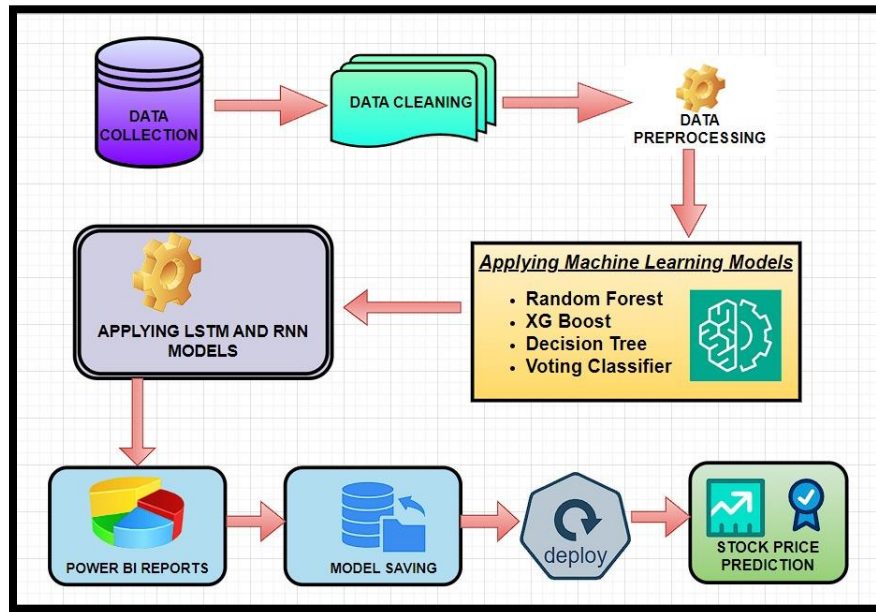 DATA
COLLECTION
DATA CLEANING
DATA
PREPROCESSING
Applying Machine Learning Models
• Random Forest
• XG Boost
• Decision Tree
• Voting Classifier
APPLYING LSTM AND RNN
MODELS
POWER BI REPORTS
MODEL SAVING
deploy
STOCK PRICE
PREDICTION